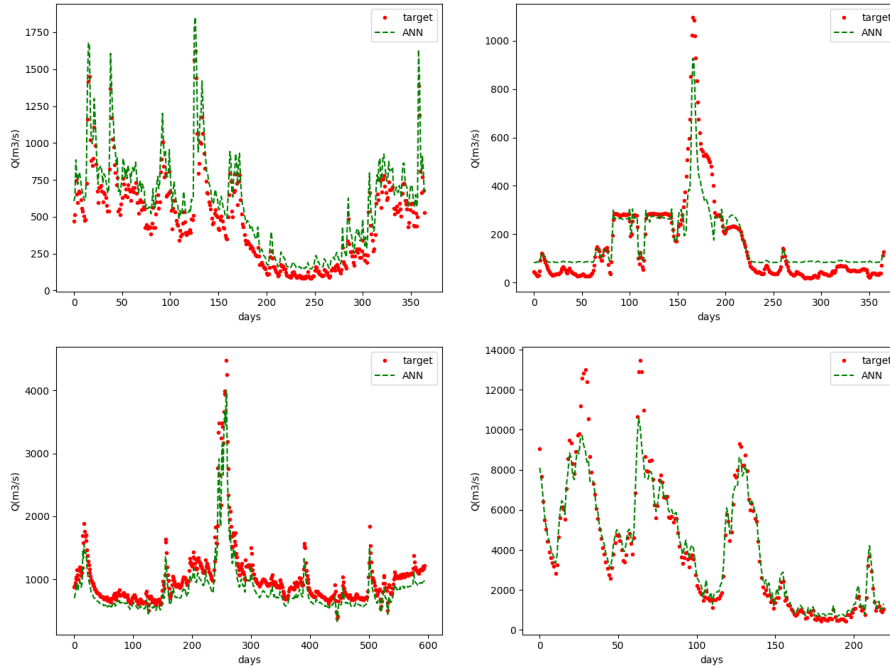 target
ANN
1750
1500
1250
1000
750
500
250
0
Q(m3/s)
0 50 100 150 200 250 300 350
days
target
ANN
1000
800
600
400
200
0
Q(m3/s)
0 50 100 150 200 250 300 350
days
target
ANN
4000
3000
2000
1000
Q(m3/s)
0 100 200 300 400 500 600
days
target
ANN
14000
12000
10000
8000
6000
4000
2000
0
Q(m3/s)
0 50 100 150 200
days